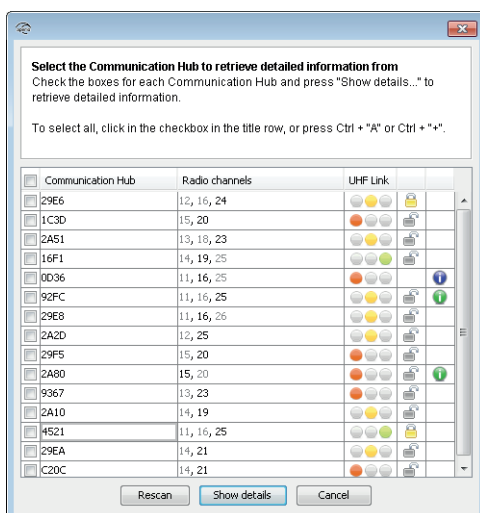 Select the Communication Hub to retrieve detailed information from
Check the boxes for each Communication Hub and press "Show details..." to
retrieve detailed information.
To select all, click in the checkbox in the title row, or press Ctrl + "A" or Ctrl + "+".
Communication Hub Radio channels UHF Link
29E6 12, 16, 24
1C3D 15, 20
2A51 13, 18, 23
16F1 14, 19, 25
0D36 11, 16, 25
92FC 11, 16, 25
29E8 11, 16, 26
2A2D 12, 25
29F5 15, 20
2A80 15, 20
9367 13, 23
2A10 14, 19
4521 11, 16, 25
29EA 14, 21
C20C 14, 21
Rescan Show details Cancel